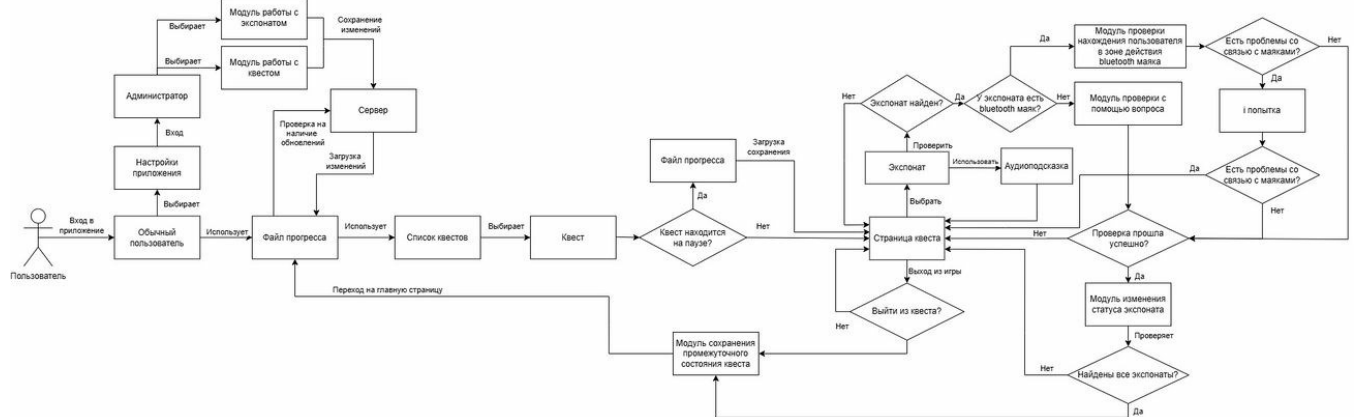 Модуль работы с
экспонатом
Выбирает
Сохранение
изменений
Модуль работы с
квестом
Выбирает
Администратор
Вход
Настройки
приложения
Выбирает
Вход в
приложение
Пользователь
Обычный
пользователь
Использует
Сервер
Проверка на
наличие
обновлений
Загрузка
изменений
Файл прогресса
Использует
Список квестов
Выбирает
Квест
Квест находится
на паузе?
Да
Нет
Файл прогресса
Загрузка
сохранения
Страница квеста
Выбрать
Экспонат
Использовать
Аудиоподсказка
Проверить
Экспонат найден?
Нет
Да
У экспоната есть
bluetooth маяк?
Да
Нет
Модуль проверки
нахождения пользователя
в зоне действия
bluetooth маяка
Есть проблемы со
связью с маяками?
Нет
Да
i попытка
Есть проблемы со
связью с маяками?
Да
Нет
Модуль проверки с
помощью вопроса
Проверка прошла
успешно?
Нет
Да
Модуль изменения
статуса экспоната
Проверяет
Найдены все экспонаты?
Нет
Да
Выход из игры
Выйти из квеста?
Нет
Модуль сохранения
промежуточного
состояния квеста
Переход на главную страницу